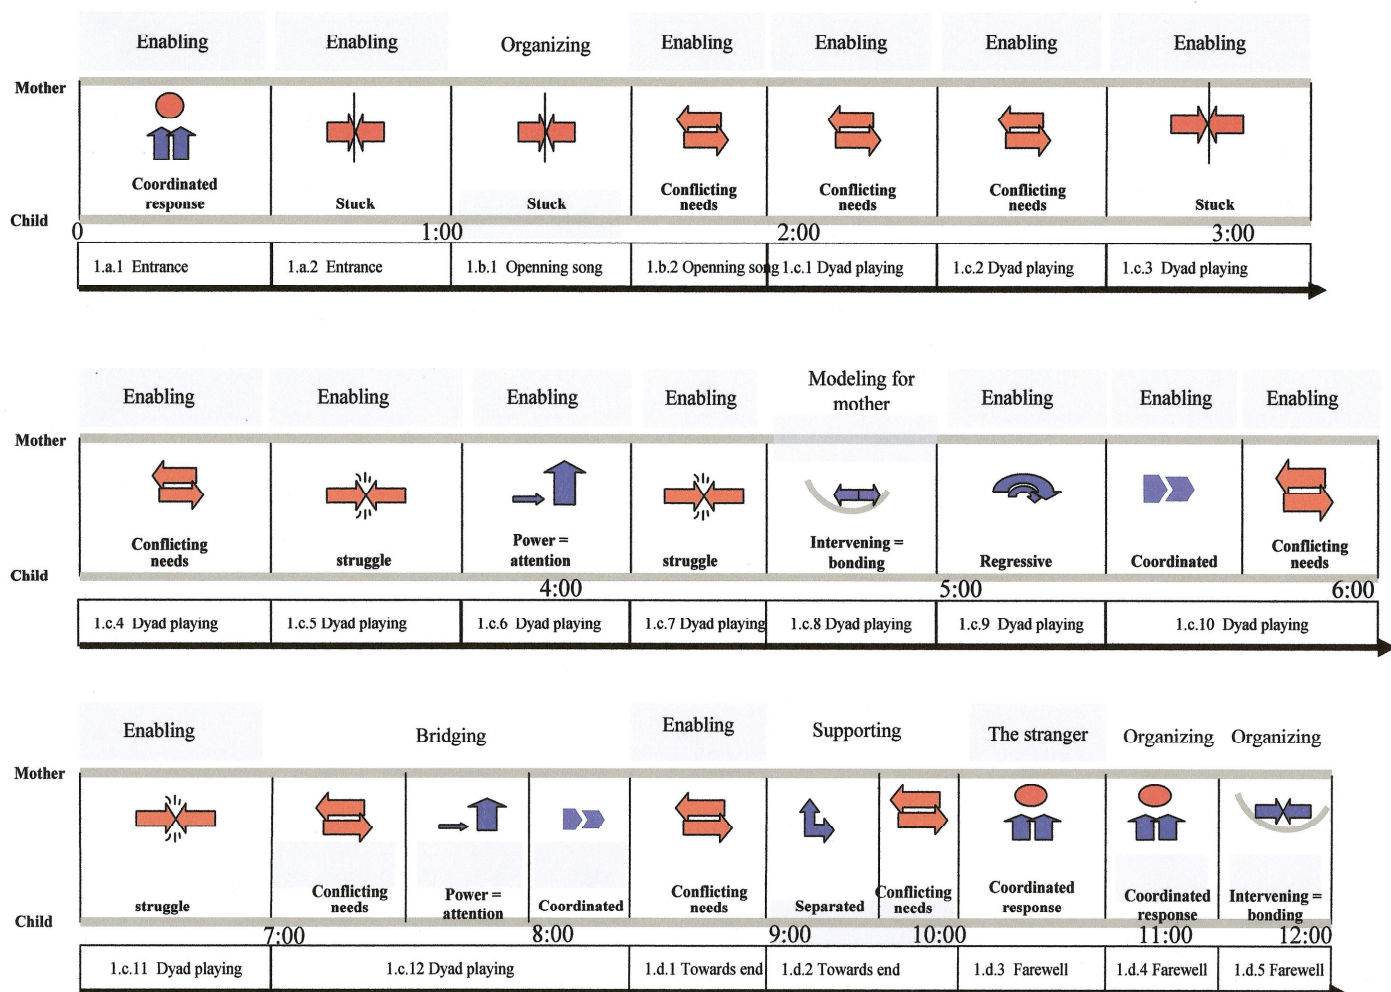 Enabling Enabling Organizing Enabling Enabling Enabling Enabling
Mother
Coordinated response Stuck Stuck Conflicting needs Conflicting needs Conflicting needs Stuck
Child
0 1:00 2:00 3:00
1.a.1 Entrance 1.a.2 Entrance 1.b.1 Openning song 1.b.2 Openning song 1.c.1 Dyad playing 1.c.2 Dyad playing 1.c.3 Dyad playing
Enabling Enabling Enabling Enabling Modeling for mother Enabling Enabling Enabling
Mother
Conflicting needs struggle Power = attention struggle Intervening = bonding Regressive Coordinated Conflicting needs
Child
4:00 5:00 6:00
1.c.4 Dyad playing 1.c.5 Dyad playing 1.c.6 Dyad playing 1.c.7 Dyad playing 1.c.8 Dyad playing 1.c.9 Dyad playing 1.c.10 Dyad playing
Enabling Bridging Enabling Supporting The stranger Organizing Organizing
Mother
struggle Conflicting needs Power = attention Coordinated Conflicting needs Separated Conflicting needs Coordinated response Coordinated response Intervening = bonding
Child
7:00 8:00 9:00 10:00 11:00 12:00
1.c.11 Dyad playing 1.c.12 Dyad playing 1.d.1 Towards end 1.d.2 Towards end 1.d.3 Farewell 1.d.4 Farewell 1.d.5 Farewell